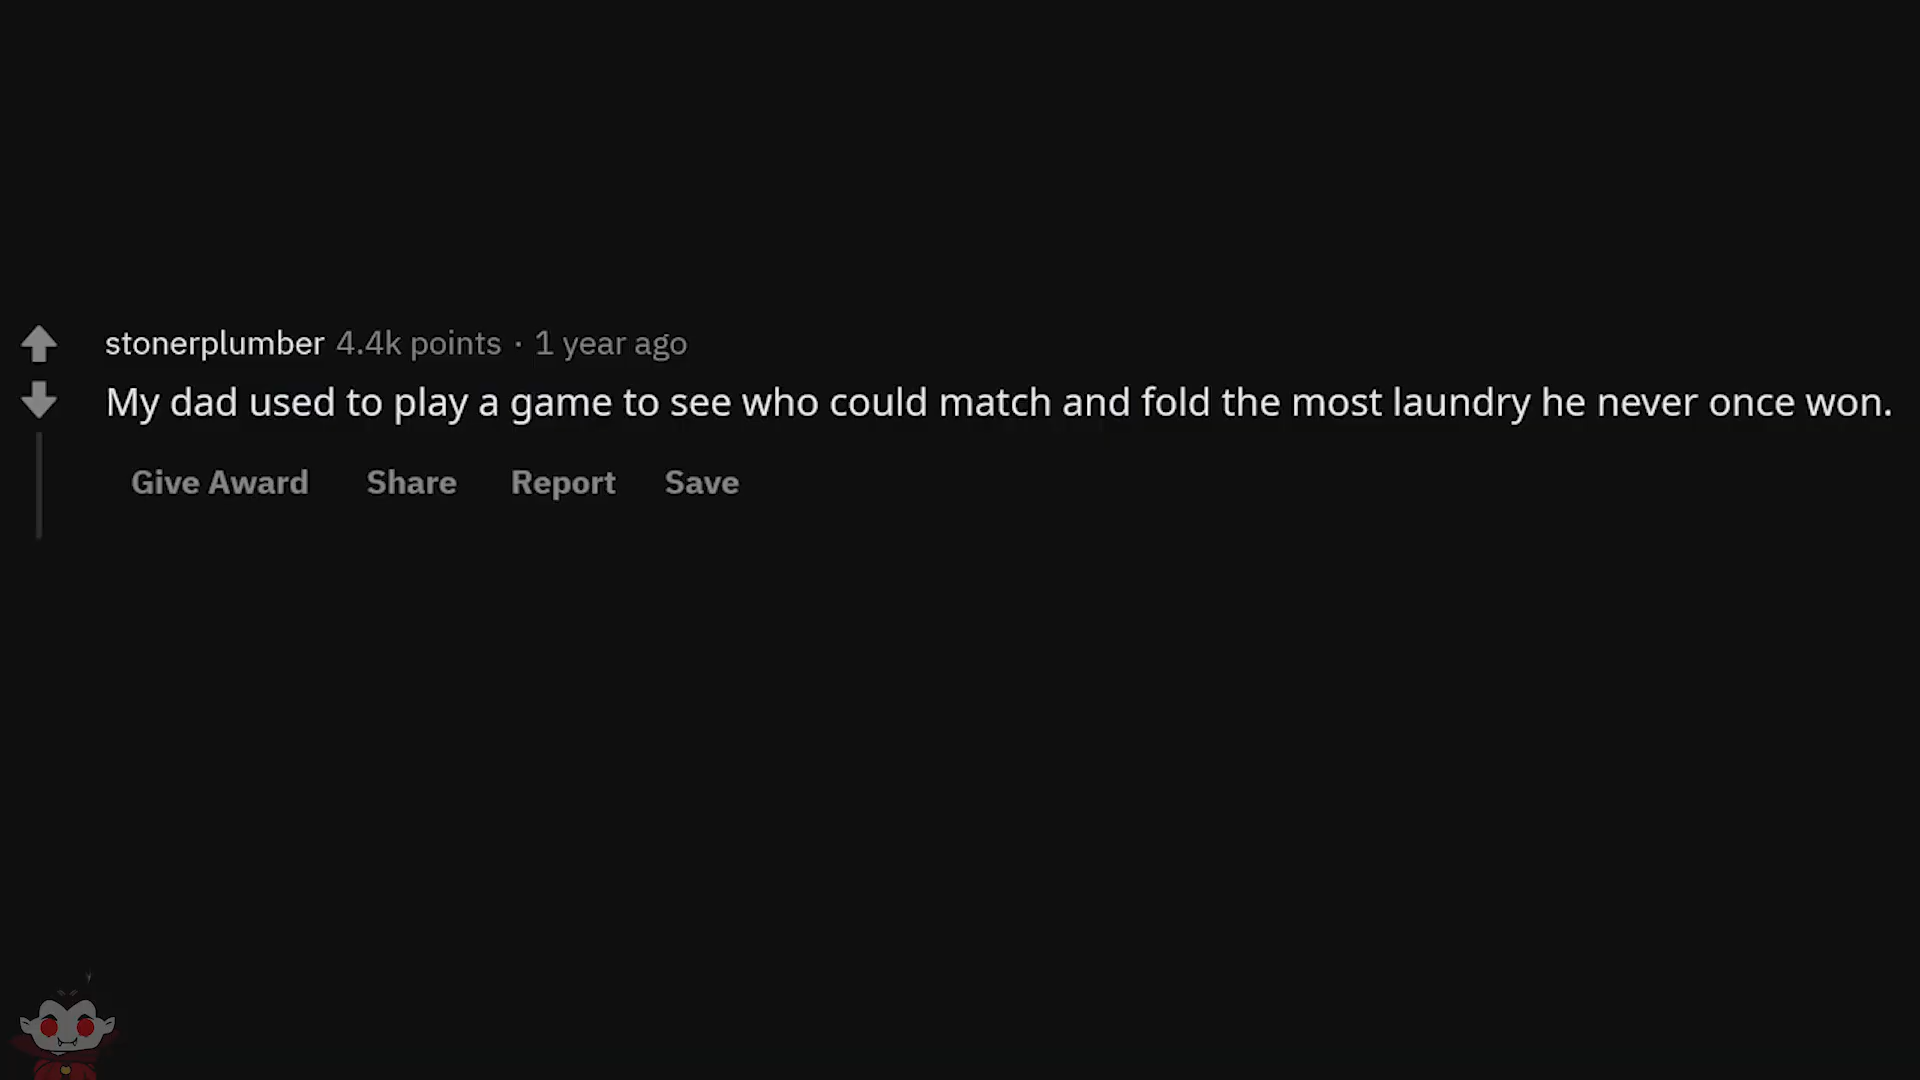 stonerplumber 4.4k points · 1 year ago
My dad used to play a game to see who could match and fold the most laundry he never once won.
Give Award Share Report Save